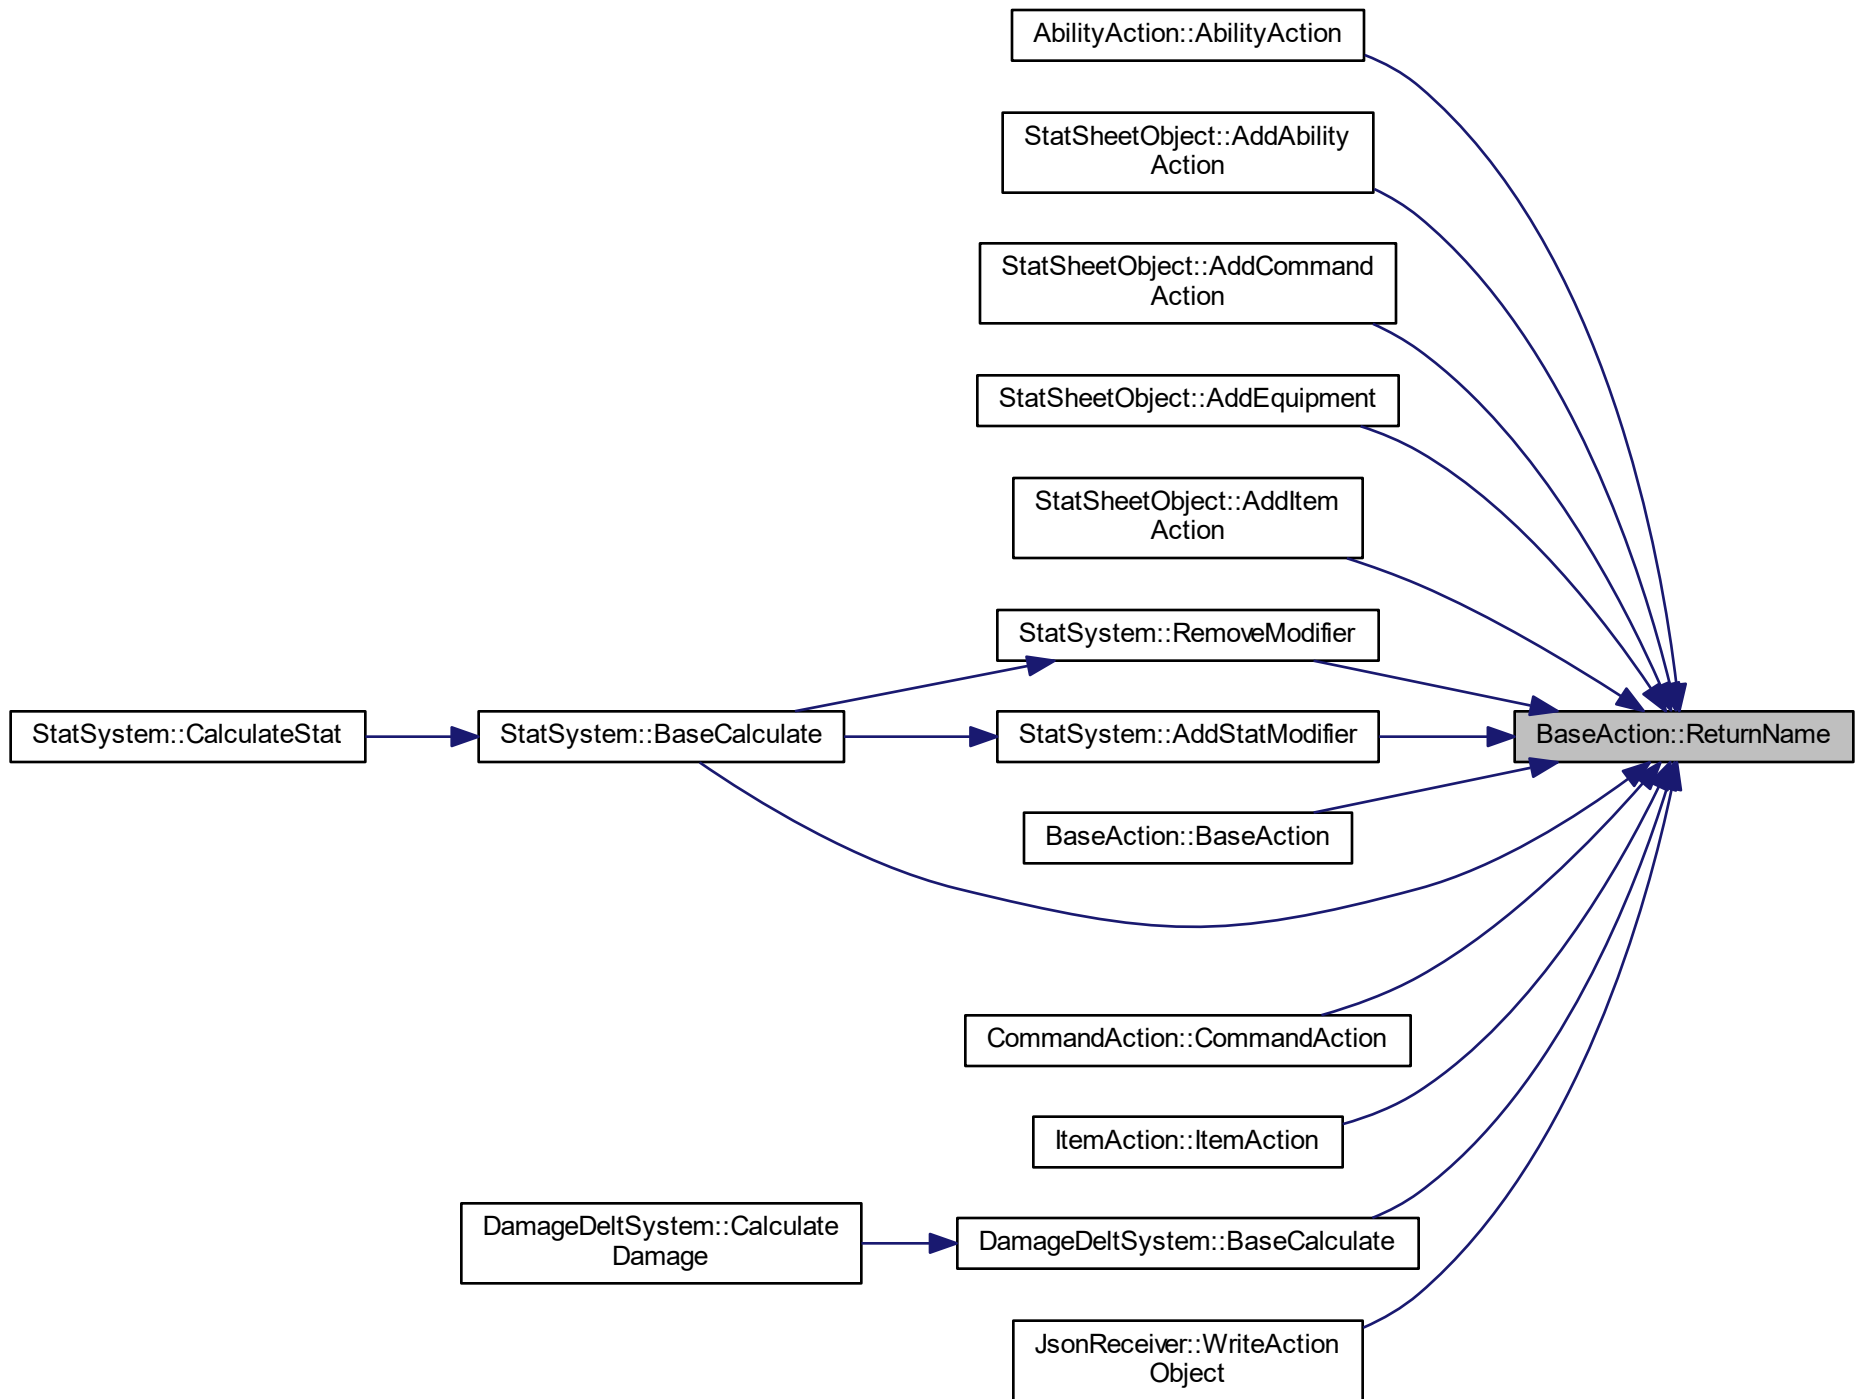 AbilityAction::AbilityAction
StatSheetObject::AddAbility
Action
StatSheetObject::AddCommand
Action
StatSheetObject::AddEquipment
StatSheetObject::AddItem
Action
StatSystem::RemoveModifier
StatSystem::CalculateStat
StatSystem::BaseCalculate
StatSystem::AddStatModifier
BaseAction::ReturnName
BaseAction::BaseAction
CommandAction::CommandAction
ItemAction::ItemAction
DamageDeltSystem::Calculate
Damage
DamageDeltSystem::BaseCalculate
JsonReceiver::WriteAction
Object